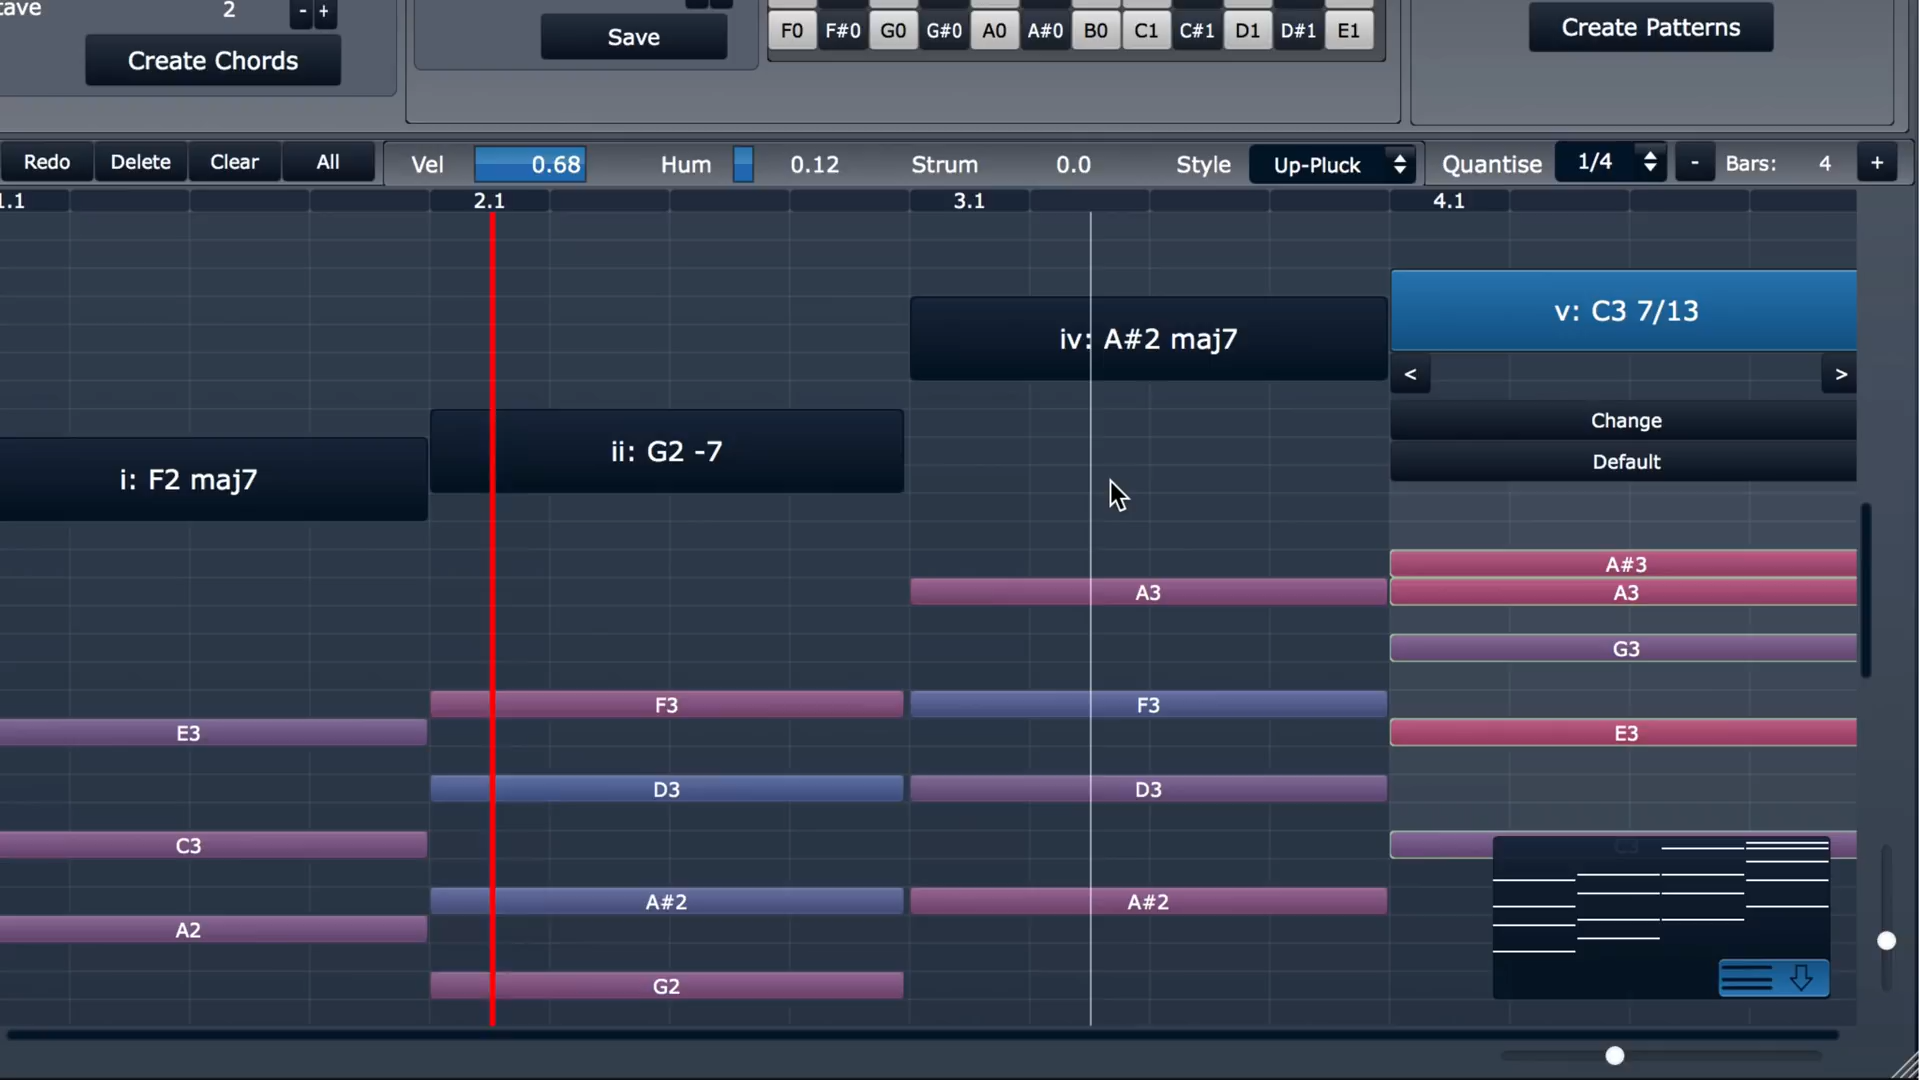 tave 2 - +
Create Chords
Save
F0 F#0 G0 G#0 A0 A#0 B0 C1 C#1 D1 D#1 E1
Create Patterns
Redo Delete Clear All Vel 0.68 Hum 0.12 Strum 0.0 Style Up-Pluck Quantise 1/4 - Bars: 4 +
1.1 2.1 3.1 4.1
v: C3 7/13
iv: A#2 maj7
< >
Change
ii: G2 -7
Default
i: F2 maj7
A#3
A3 A3
G3
F3 F3
E3 E3
D3 D3
C3
A#2 A#2
A2
G2